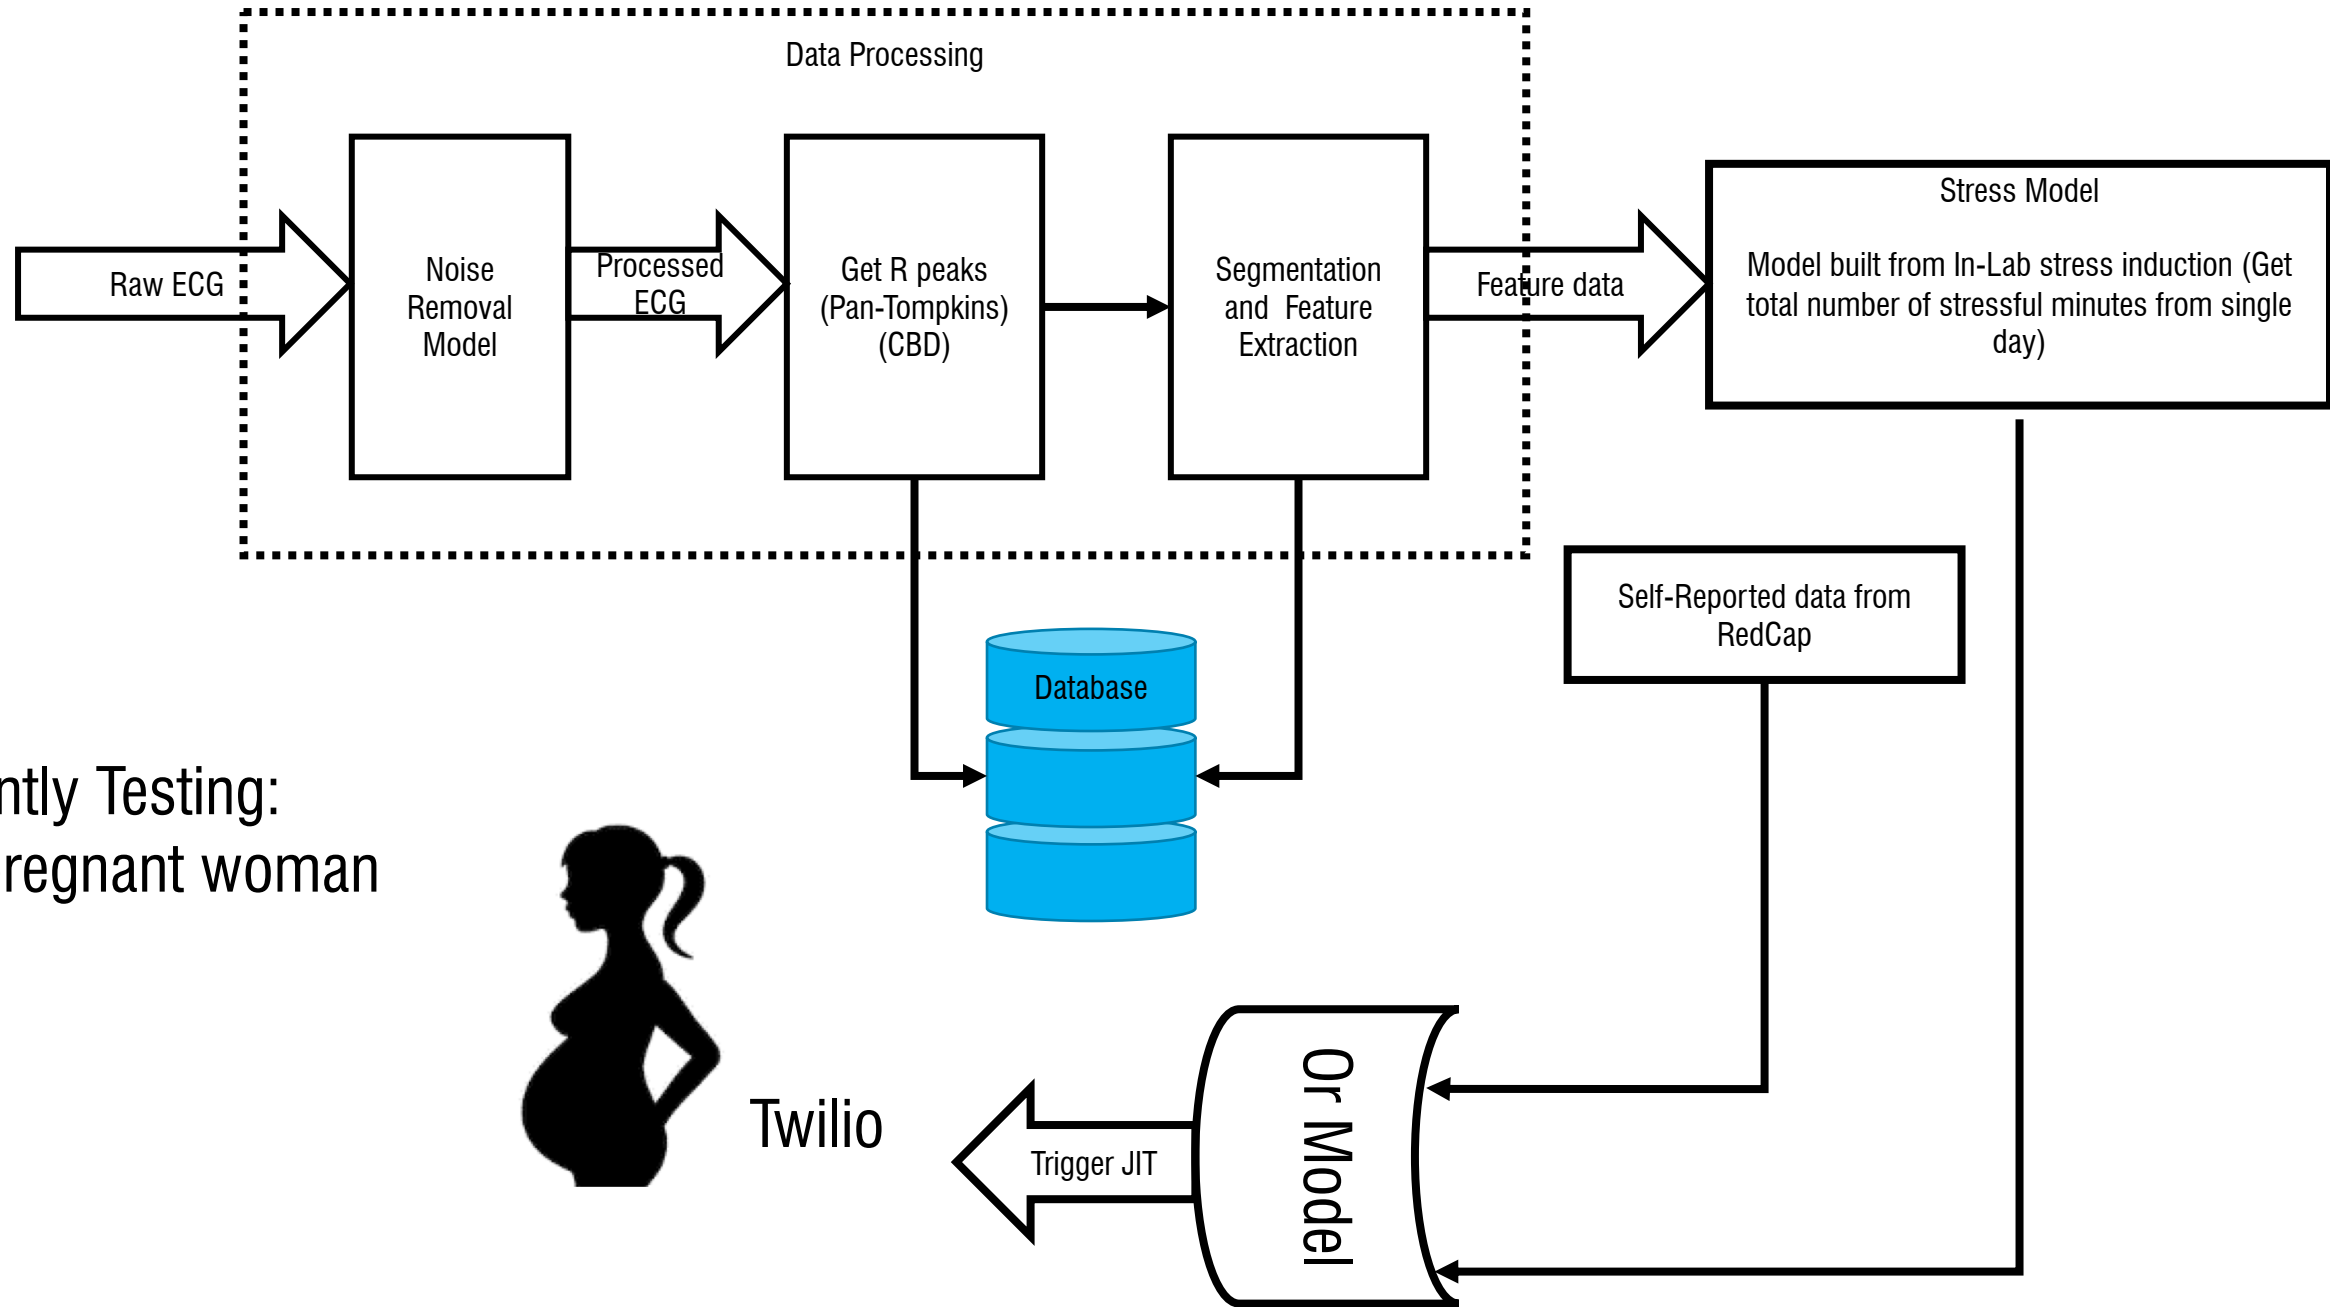 Data Processing
Raw ECG
Noise
Removal
Model
Processed
ECG
Get R peaks
(Pan-Tompkins)
(CBD)
Segmentation
and  Feature
Extraction
Feature data
Stress Model
Model built from In-Lab stress induction (Get
total number of stressful minutes from single
day)
Self-Reported data from
RedCap
Database
ntly Testing:
regnant woman
Twilio
Trigger JIT
Or Model